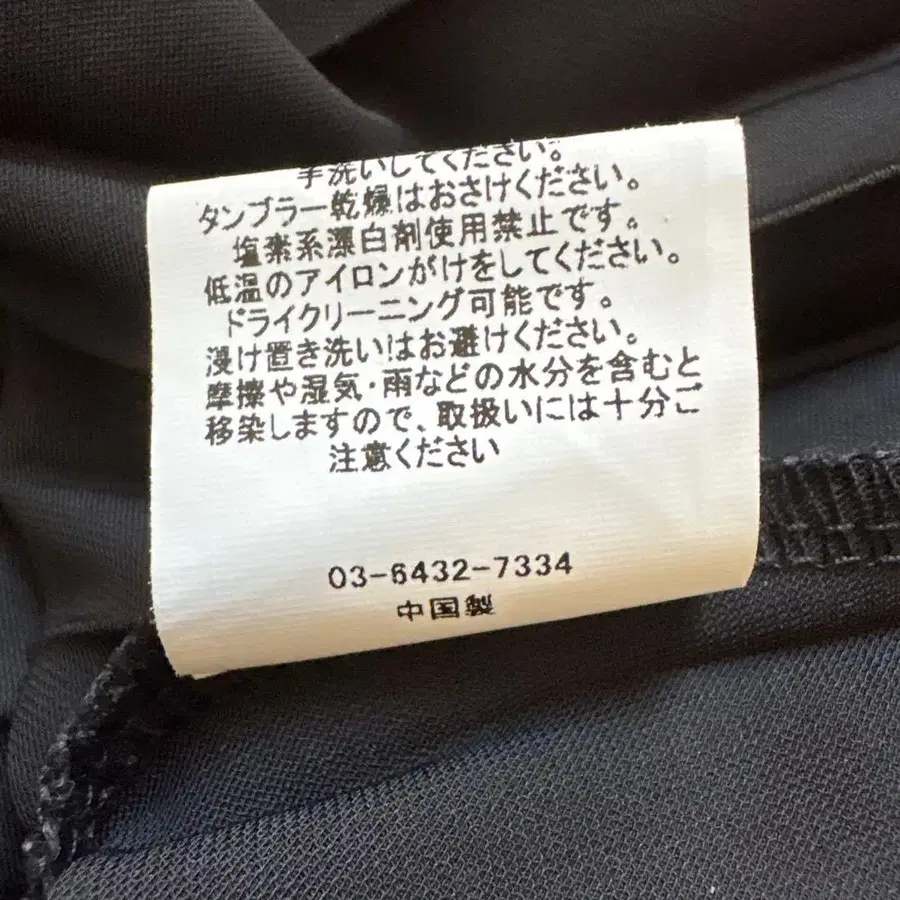 手洗いしてください。
タンブラー乾燥はおさけください。
塩素系漂白剤使用禁止です。
低温のアイロンがけをしてください。
ドライクリーニング可能です。
浸け置き洗いはお避けください。
摩擦や湿気・雨などの水分を含むと
移染しますので、取扱いには十分ご
注意ください
03-6432-7334
中国製